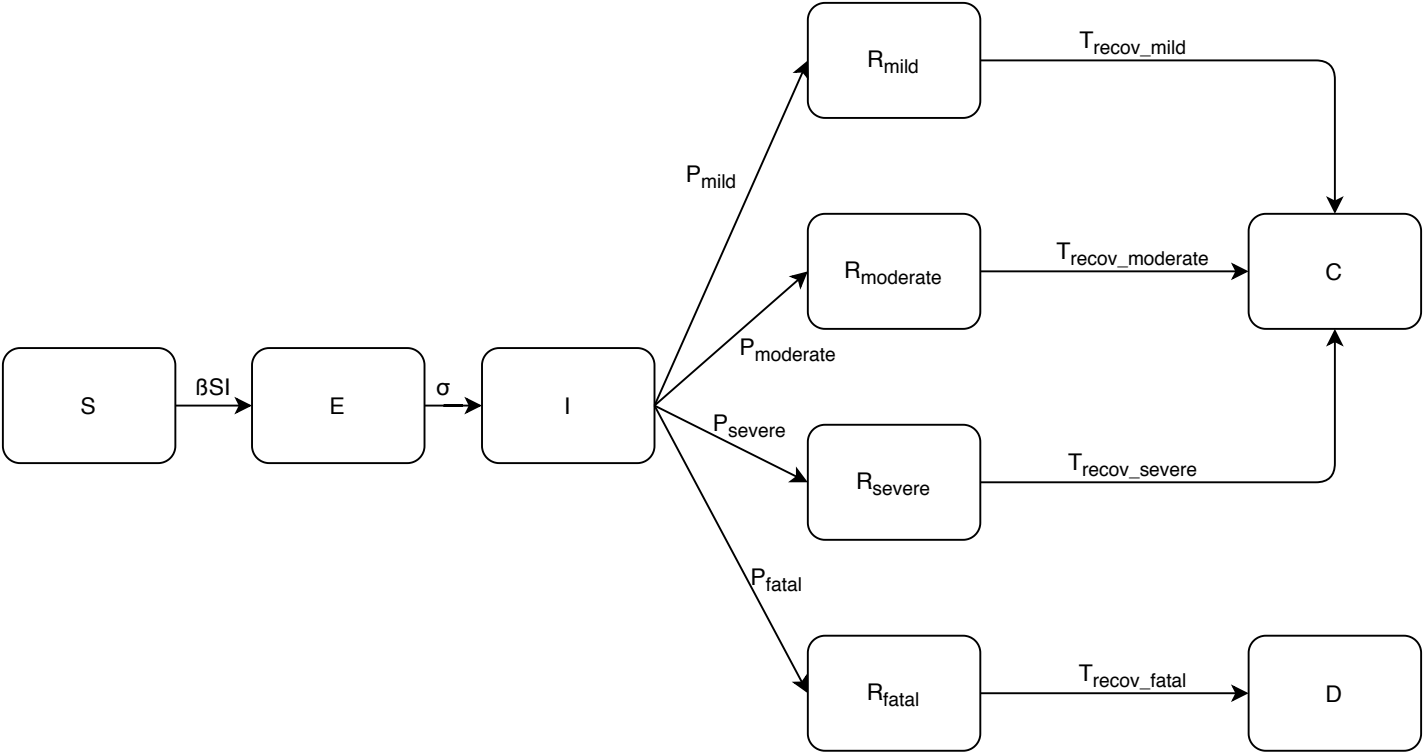 R_mild
T_recov_mild
P_mild
R_moderate
T_recov_moderate
C
P_moderate
S
ßSI
E
σ
I
P_severe
R_severe
T_recov_severe
P_fatal
R_fatal
T_recov_fatal
D